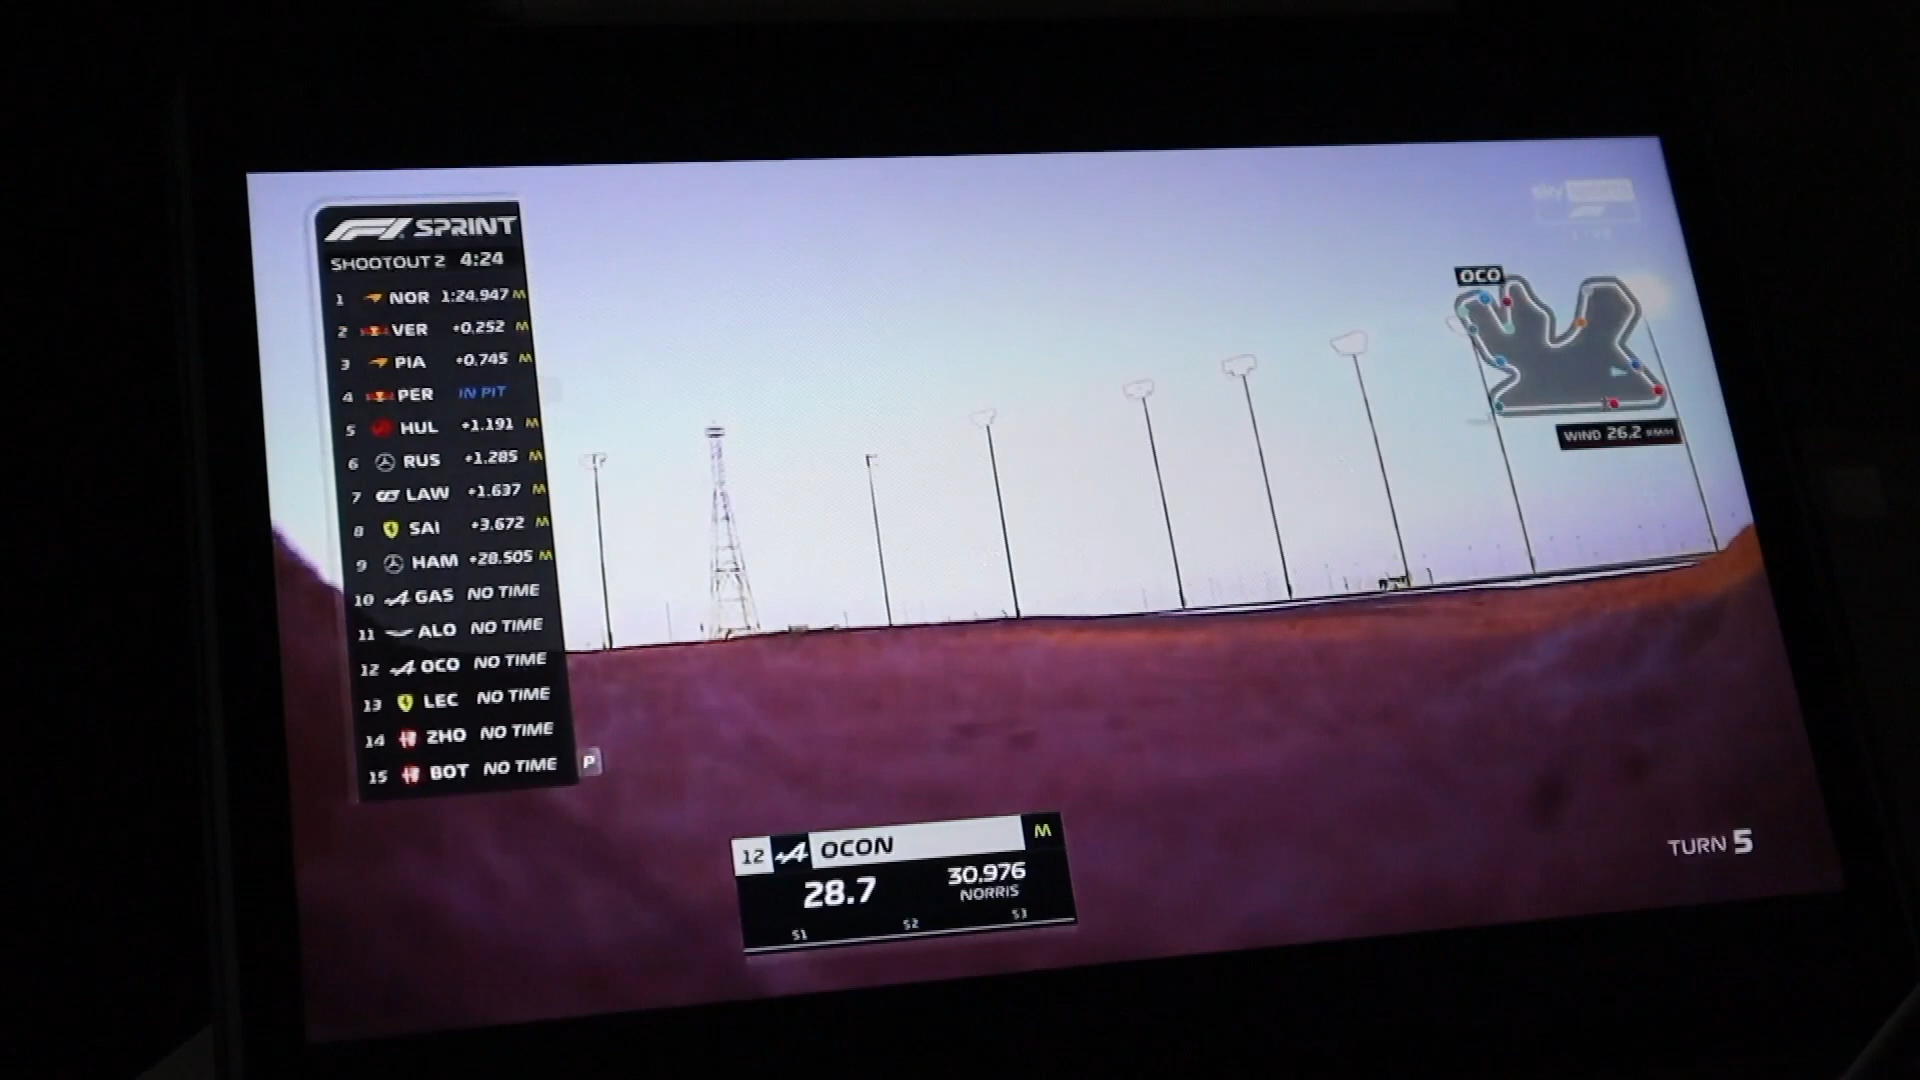 F1 SPRINT
SHOOTOUT 2 4:24
1 NOR 1:24.947 M
2 VER +0.252 M
3 PIA +0.745 M
4 PER IN PIT
5 HUL +1.191 M
6 RUS +1.285 M
7 LAW +1.637 M
8 SAI +3.672 M
9 HAM +28.505 M
10 GAS NO TIME
11 ALO NO TIME
12 OCO NO TIME
13 LEC NO TIME
14 ZHO NO TIME
15 BOT NO TIME P
sky
OCO
WIND 26.2 KM/H
12 OCON M
28.7 30.976
NORRIS
S1 S2 S3
TURN 5